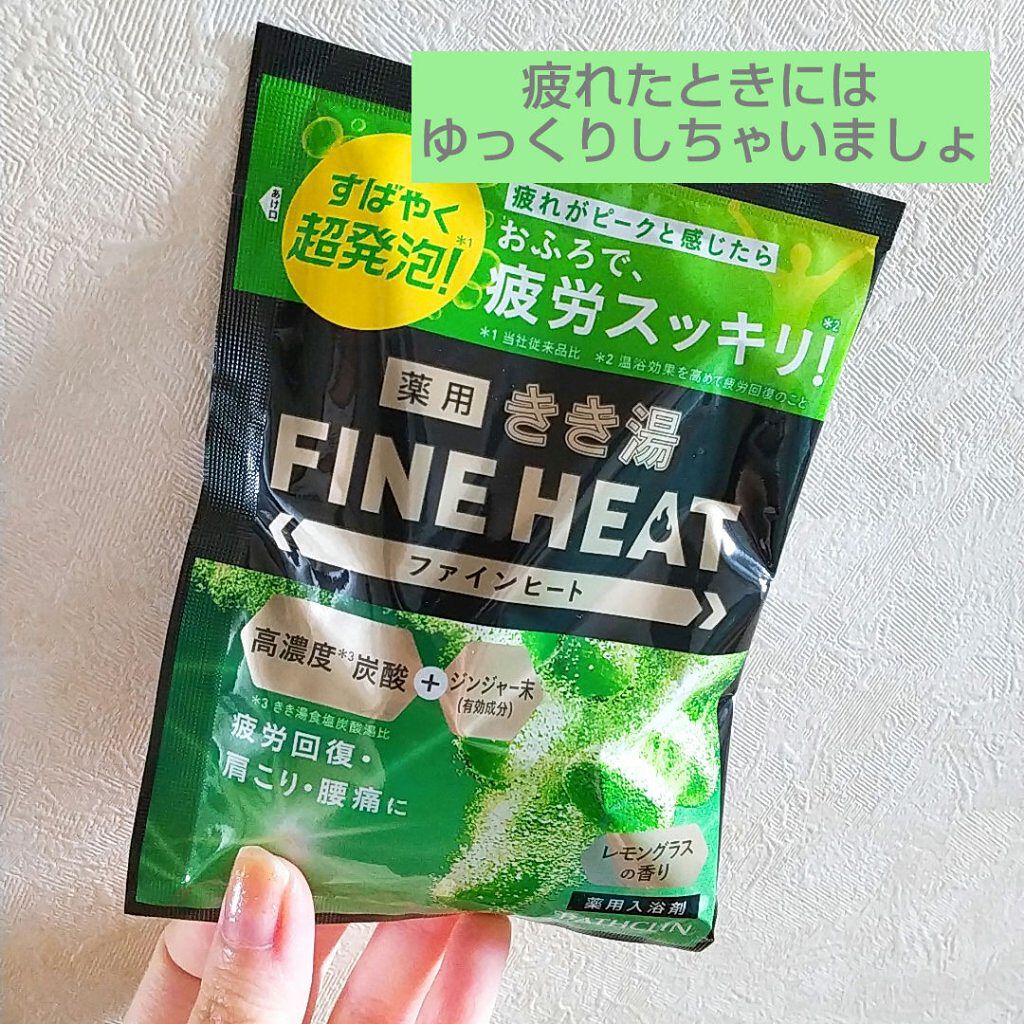 疲れたときには
ゆっくりしちゃいましょ
あけ口
すばやく
超発泡!*1
疲れがピークと感じたら
おふろで、
疲労スッキリ!*2
*1 当社従来品比 *2 温浴効果を高めて疲労回復のこと
薬用 きき湯
FINE HEAT
ファインヒート
高濃度*3炭酸 + ジンジャー末
(有効成分)
*3 きき湯食塩炭酸湯比
疲労回復・
肩こり・腰痛に
レモングラス
の香り
薬用入浴剤
BATHCLIN